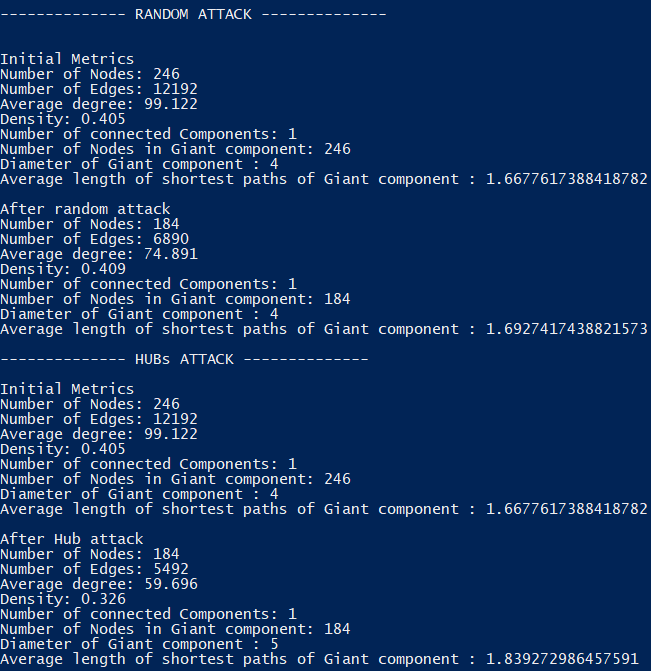 -------------- RANDOM ATTACK --------------
Initial Metrics
Number of Nodes: 246
Number of Edges: 12192
Average degree: 99.122
Density: 0.405
Number of connected Components: 1
Number of Nodes in Giant component: 246
Diameter of Giant component : 4
Average length of shortest paths of Giant component : 1.6677617388418782
After random attack
Number of Nodes: 184
Number of Edges: 6890
Average degree: 74.891
Density: 0.409
Number of connected Components: 1
Number of Nodes in Giant component: 184
Diameter of Giant component : 4
Average length of shortest paths of Giant component : 1.6927417438821573
-------------- HUBs ATTACK --------------
Initial Metrics
Number of Nodes: 246
Number of Edges: 12192
Average degree: 99.122
Density: 0.405
Number of connected Components: 1
Number of Nodes in Giant component: 246
Diameter of Giant component : 4
Average length of shortest paths of Giant component : 1.6677617388418782
After Hub attack
Number of Nodes: 184
Number of Edges: 5492
Average degree: 59.696
Density: 0.326
Number of connected Components: 1
Number of Nodes in Giant component: 184
Diameter of Giant component : 5
Average length of shortest paths of Giant component : 1.839272986457591